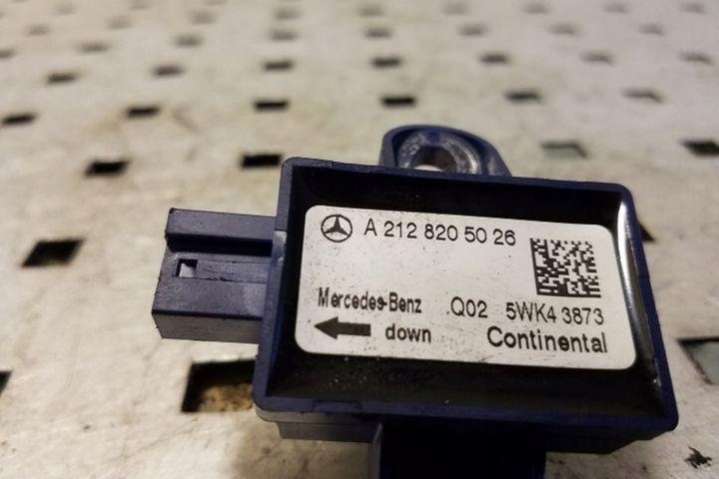 A 212 820 50 26
Mercedes-Benz Q02 5WK4 3873
down Continental